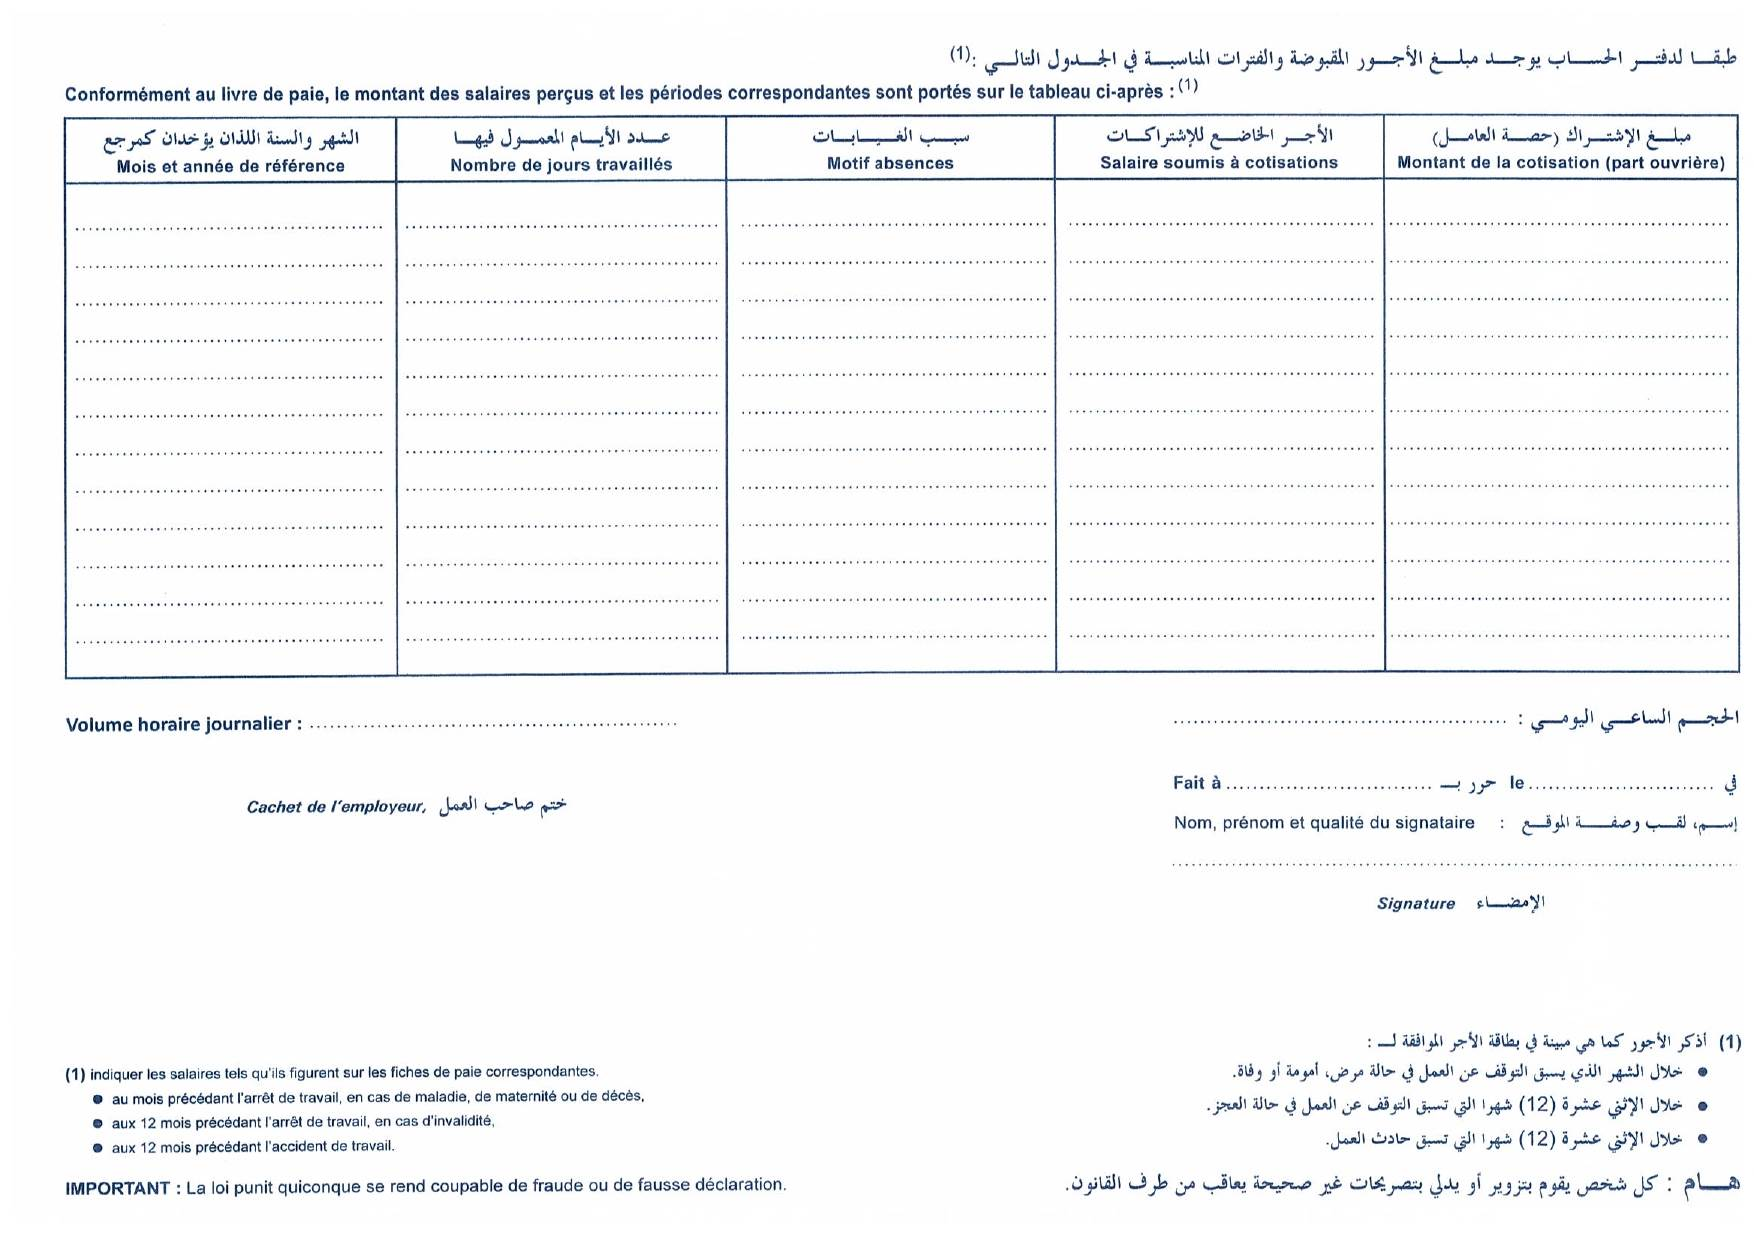 طبقا لدفتر الحساب يوجد مبلغ الأجور المقبوضة والفترات المناسبة في الجدول التالي :(1)
Conformément au livre de paie, le montant des salaires perçus et les périodes correspondantes sont portés sur le tableau ci-après : (1)
الشهر والسنة اللذان يؤخذان كمرجع
Mois et année de référence
عدد الأيام المعمول فيها
Nombre de jours travaillés
سبب الغيابات
Motif absences
الأجر الخاضع للإشتراكات
Salaire soumis à cotisations
مبلغ الإشتراك (حصة العامل)
Montant de la cotisation (part ouvrière)
Volume horaire journalier : ........................................
الحجم الساعي اليومي : ........................................
Fait à .............................. حرر بـ le ............................ في
Cachet de l'employeur, ختم صاحب العمل
Nom, prénom et qualité du signataire : إسم، لقب وصفة الموقع
Signature الإمضاء
(1) indiquer les salaires tels qu'ils figurent sur les fiches de paie correspondantes.
● au mois précédant l'arrêt de travail, en cas de maladie, de maternité ou de décès,
● aux 12 mois précédant l'arrêt de travail, en cas d'invalidité,
● aux 12 mois précédant l'accident de travail.
IMPORTANT : La loi punit quiconque se rend coupable de fraude ou de fausse déclaration.
(1) أذكر الأجور كما هي مبينة في بطاقة الأجر الموافقة لـ :
● خلال الشهر الذي يسبق التوقف عن العمل في حالة مرض، أمومة أو وفاة.
● خلال الإثني عشرة (12) شهرا التي تسبق التوقف عن العمل في حالة العجز.
● خلال الإثني عشرة (12) شهرا التي تسبق حادث العمل.
هـام : كل شخص يقوم بتزوير أو يدلي بتصريحات غير صحيحة يعاقب من طرف القانون.